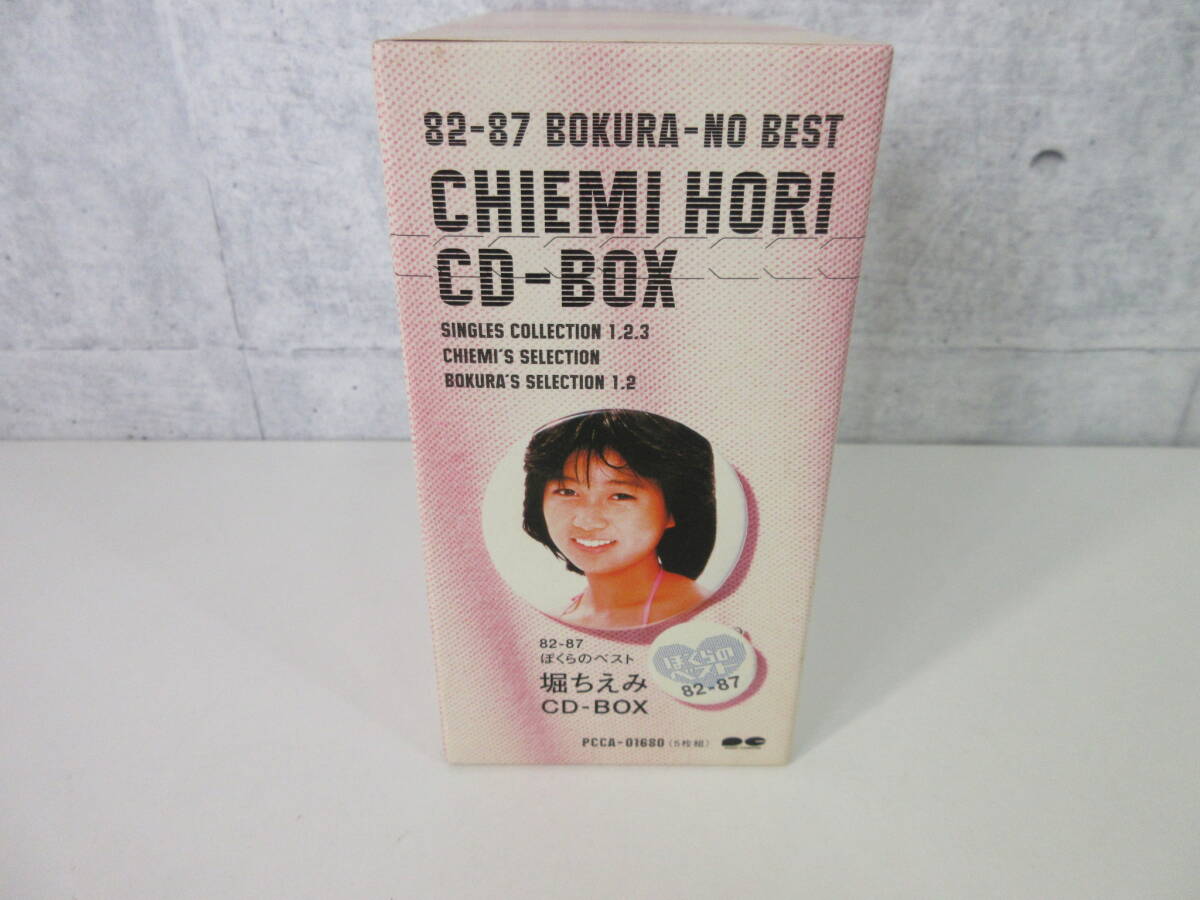 82-87 BOKURA-NO BEST
CHIEMI HORI
CD-BOX
SINGLES COLLECTION 1.2.3
CHIEMI'S SELECTION
BOKURA'S SELECTION 1.2
82-87
ぼくらのベスト
堀ちえみ
CD-BOX
ぼくらの
ベスト
82-87
PCCA-01680(5枚組)